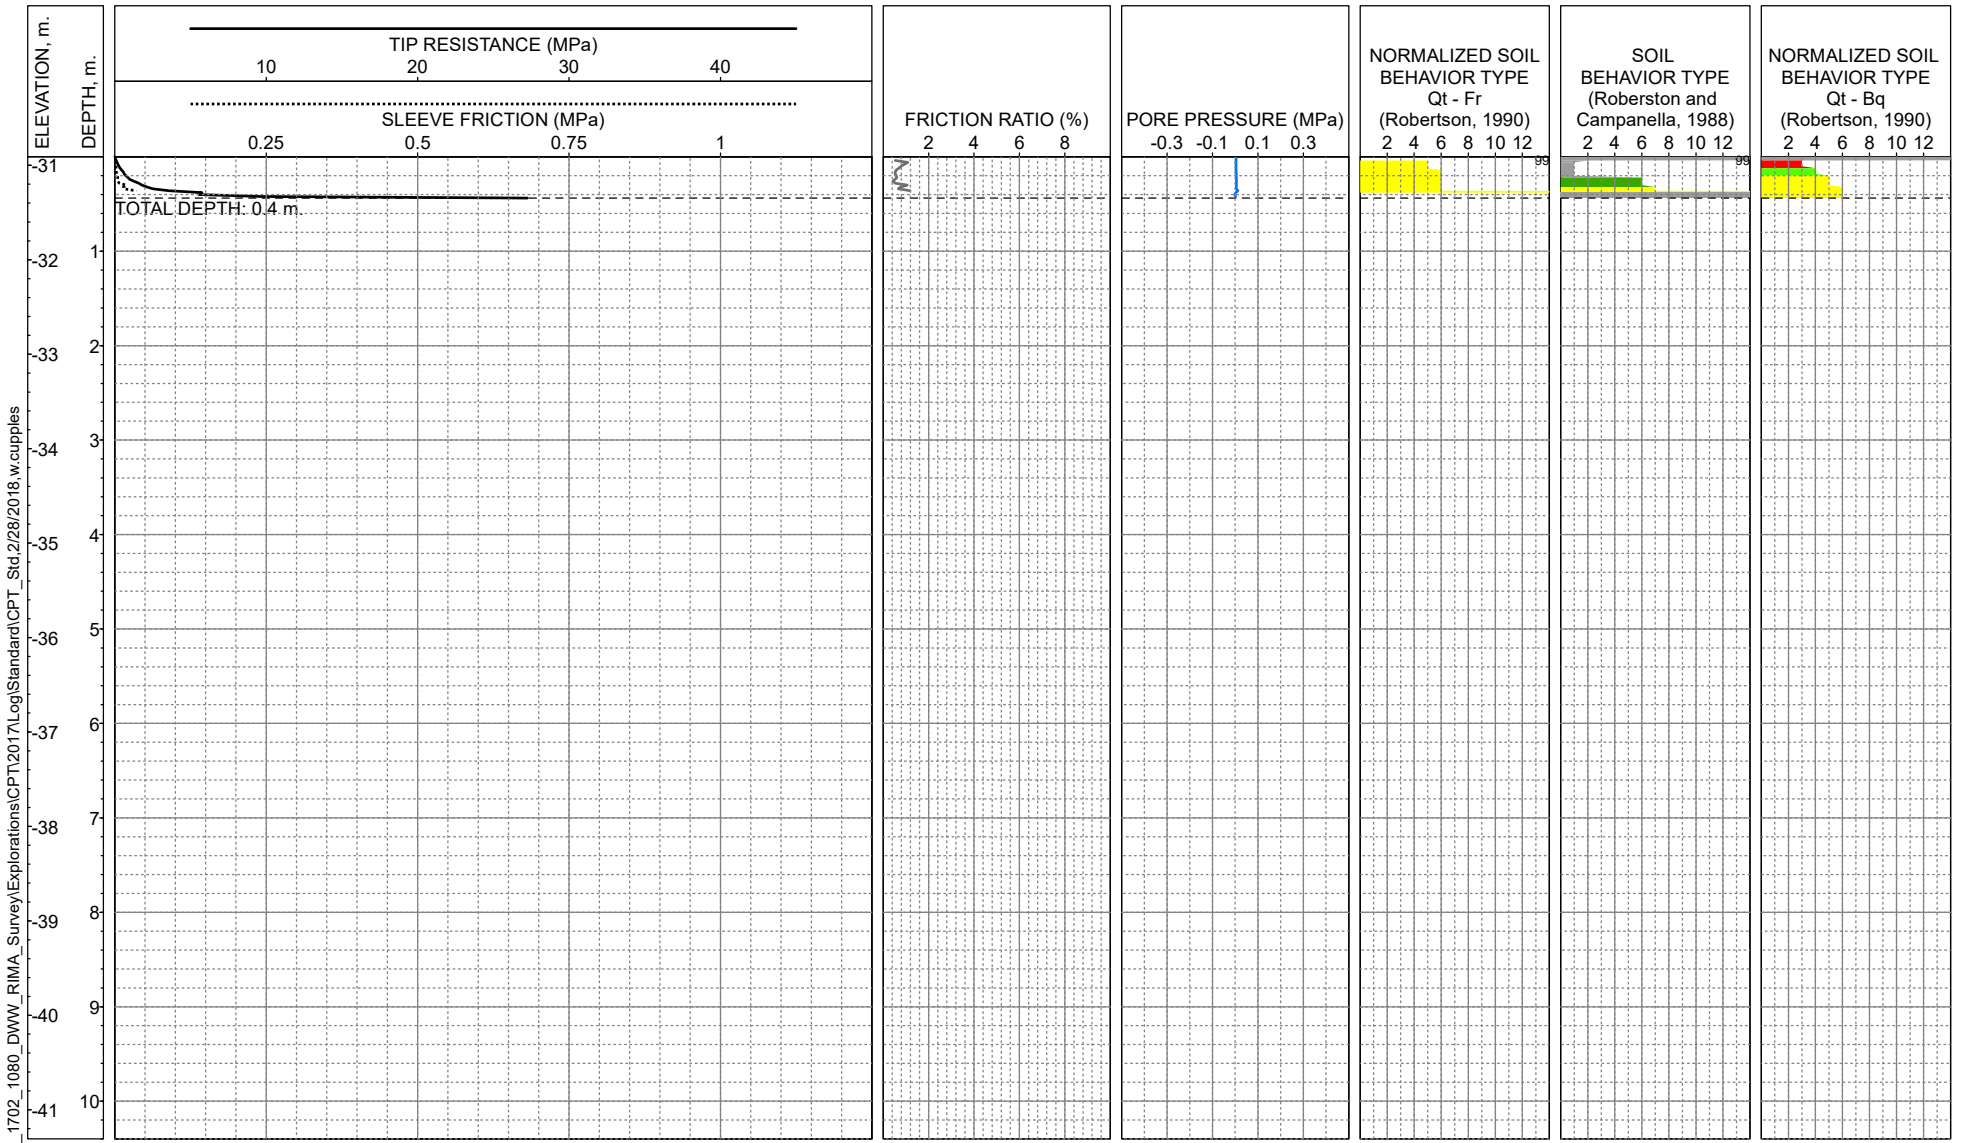 _1702_1080_DWW_RIMA_Survey\Explorations\CPT\2017\Log\Standard\CPT_Std,2/28/2018,w.cupples
ELEVATION, m.
DEPTH, m.
TIP RESISTANCE (MPa)
10 20 30 40
SLEEVE FRICTION (MPa)
0.25 0.5 0.75 1
FRICTION RATIO (%)
2 4 6 8
PORE PRESSURE (MPa)
-0.3 -0.1 0.1 0.3
NORMALIZED SOIL
BEHAVIOR TYPE
Qt - Fr
(Robertson, 1990)
2 4 6 8 10 12
99
SOIL
BEHAVIOR TYPE
(Roberston and
Campanella, 1988)
2 4 6 8 10 12
99
NORMALIZED SOIL
BEHAVIOR TYPE
Qt - Bq
(Robertson, 1990)
2 4 6 8 10 12
-31
TOTAL DEPTH: 0.4 m.
1
-32
2
-33
3
-34
4
-35
5
-36
6
-37
7
-38
8
-39
9
-40
10
-41